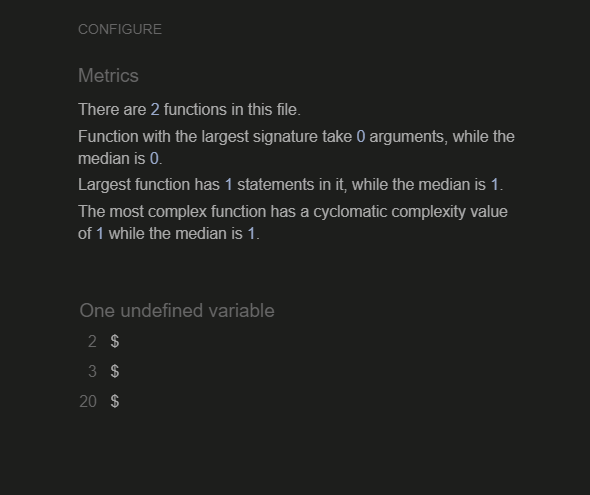 CONFIGURE
Metrics
There are 2 functions in this file.
Function with the largest signature take 0 arguments, while the
median is 0.
Largest function has 1 statements in it, while the median is 1.
The most complex function has a cyclomatic complexity value
of 1 while the median is 1.
One undefined variable
2 $
3 $
20 $